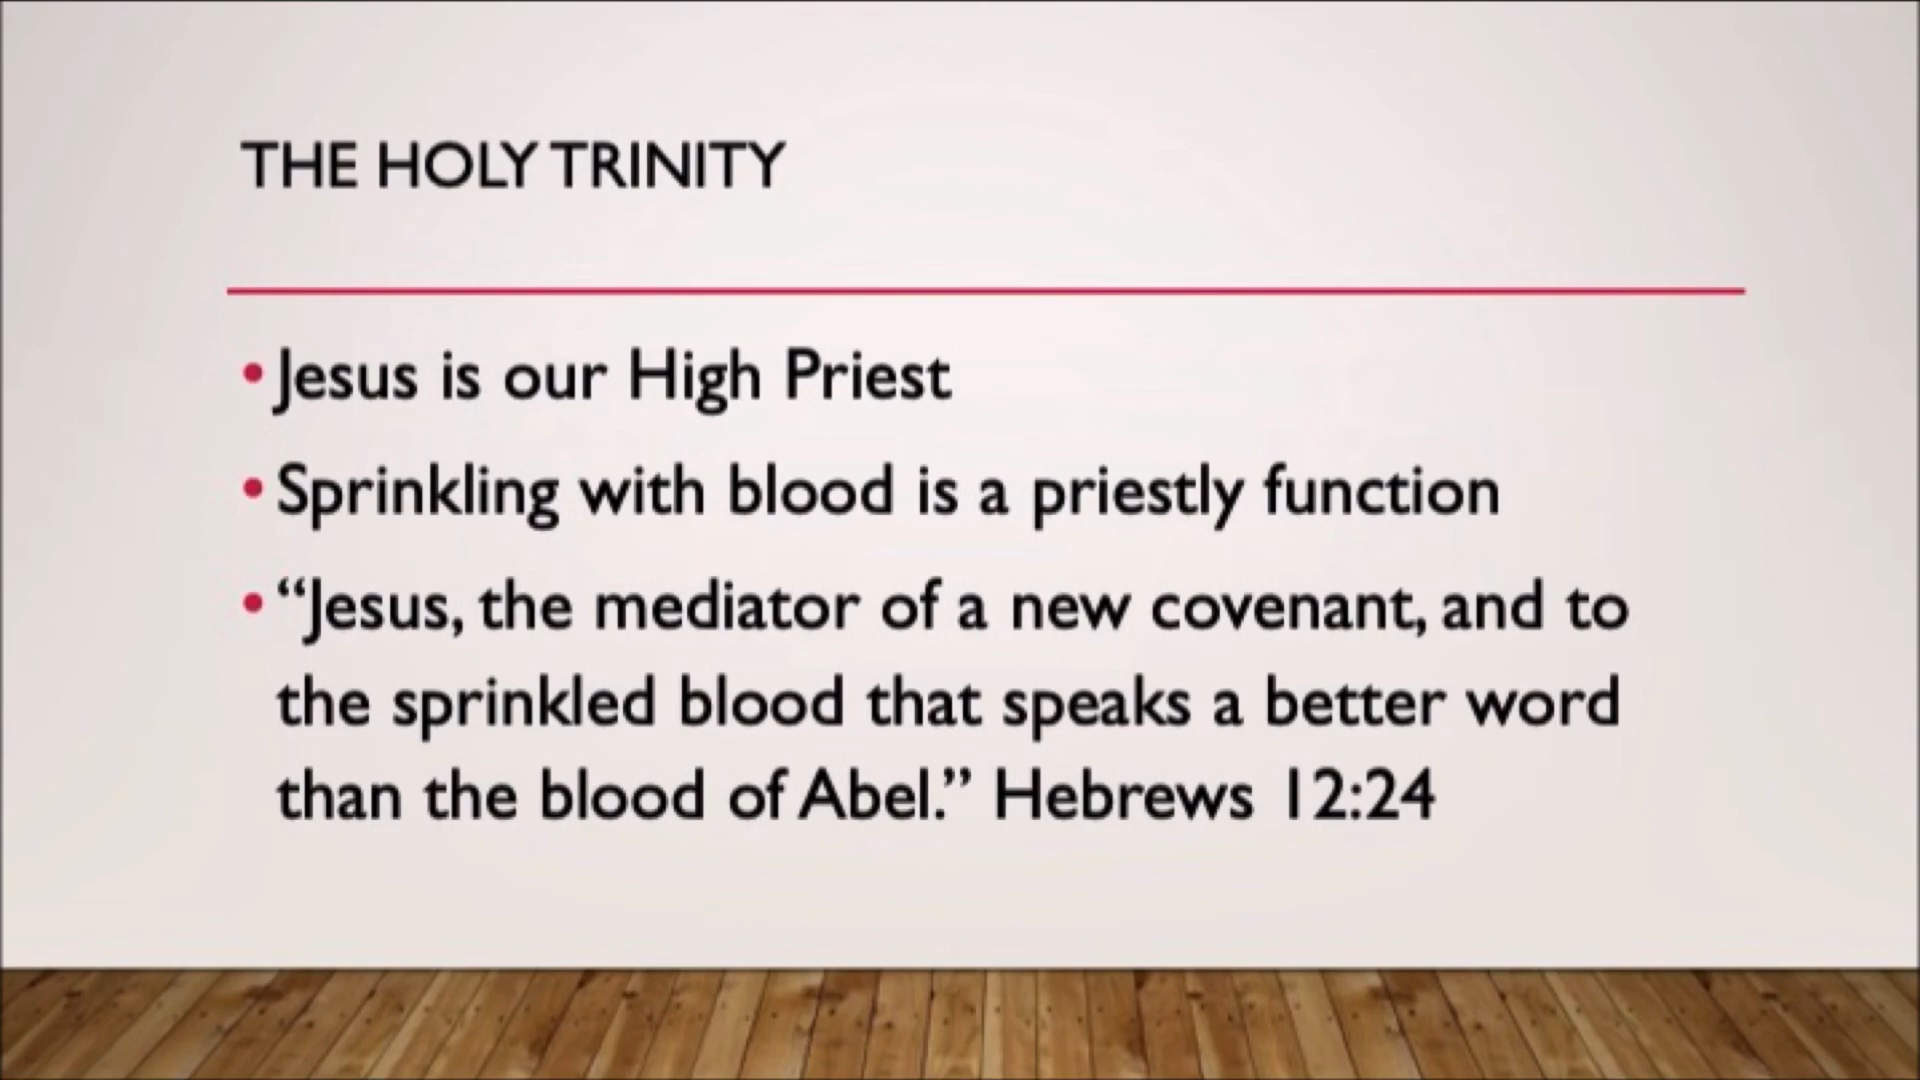 THE HOLY TRINITY
• Jesus is our High Priest
• Sprinkling with blood is a priestly function
• “Jesus, the mediator of a new covenant, and to
the sprinkled blood that speaks a better word
than the blood of Abel.” Hebrews 12:24